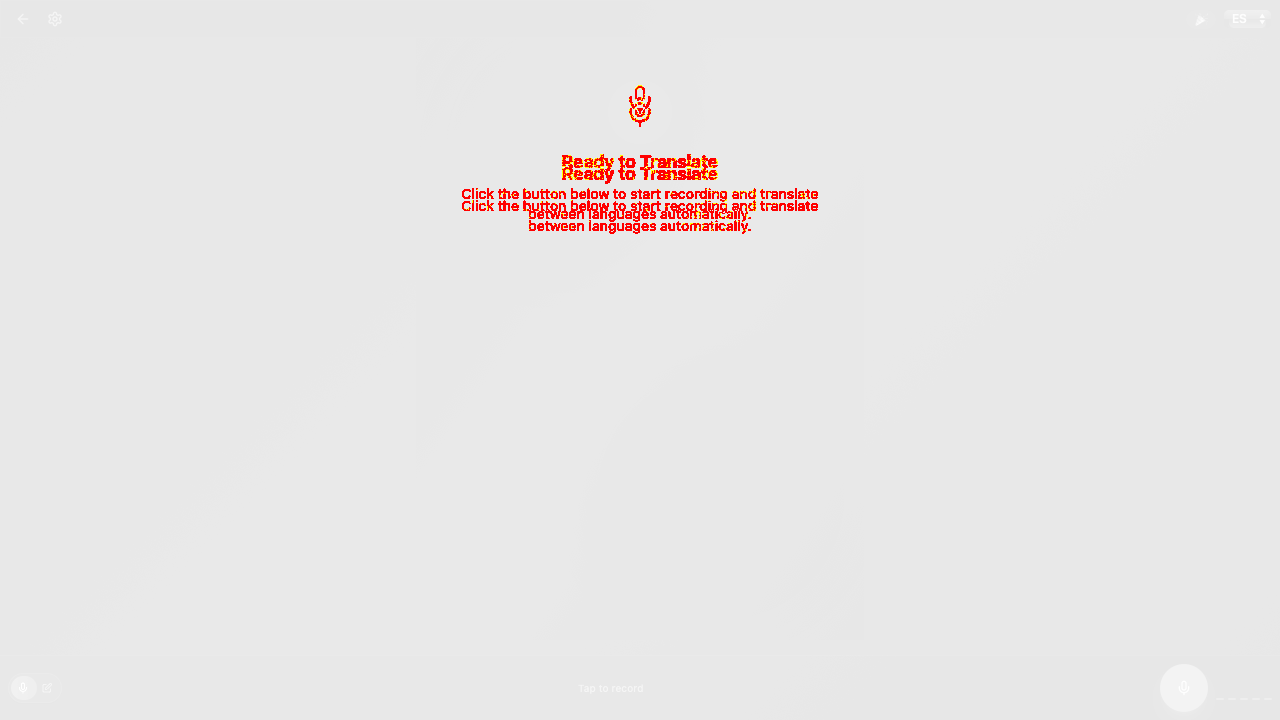 ES
Ready to Translate
Ready to Translate
Click the button below to start recording and translate
Click the button below to start recording and translate
between languages automatically.
between languages automatically.
Tap to record